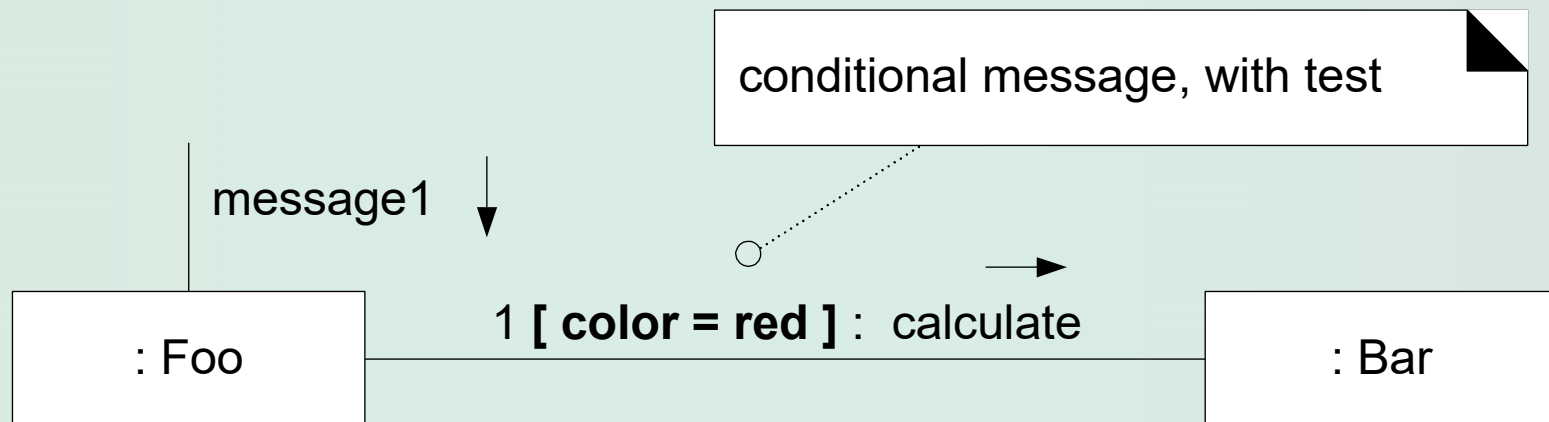 conditional message, with test
message1
1 [ color = red ] : calculate
: Foo
: Bar